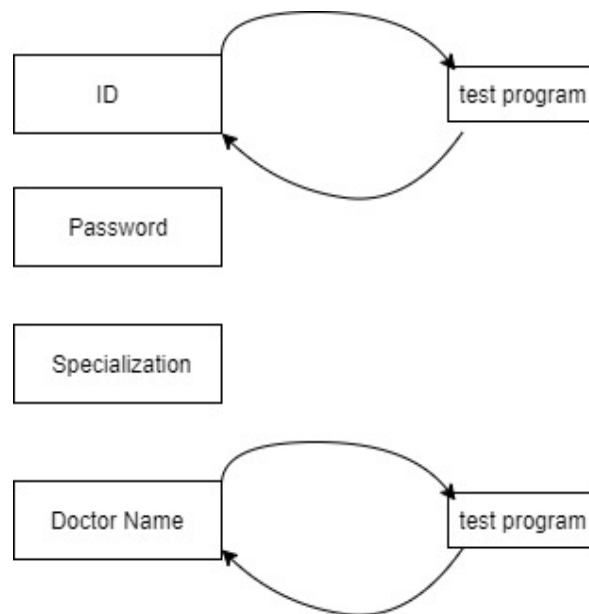 ID
test program
Password
Specialization
Doctor Name
test program